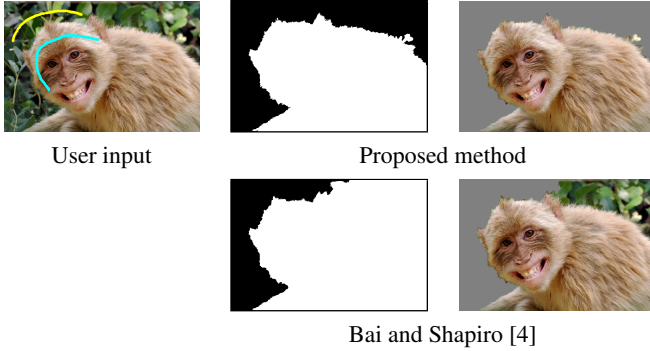 User input
Proposed method
Bai and Shapiro [4]